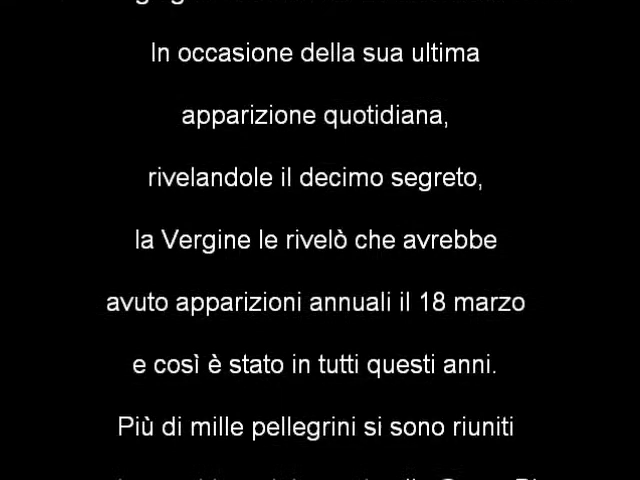 In occasione della sua ultima
apparizione quotidiana,
rivelandole il decimo segreto,
la Vergine le rivelò che avrebbe
avuto apparizioni annuali il 18 marzo
e così è stato in tutti questi anni.
Più di mille pellegrini si sono riuniti